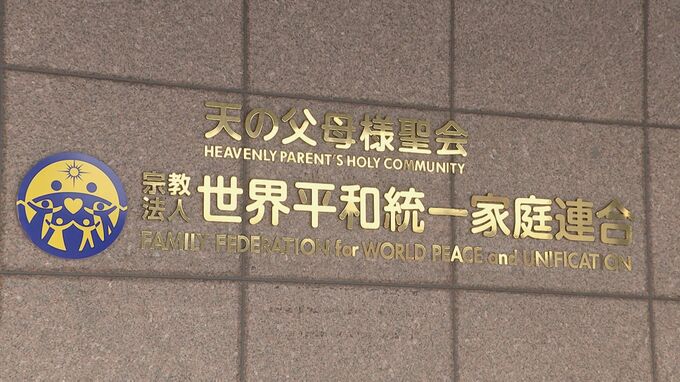 天の父母様聖会
HEAVENLY PARENT'S HOLY COMMUNITY
宗教法人 世界平和統一家庭連合
FAMILY FEDERATION for WORLD PEACE and UNIFICATION